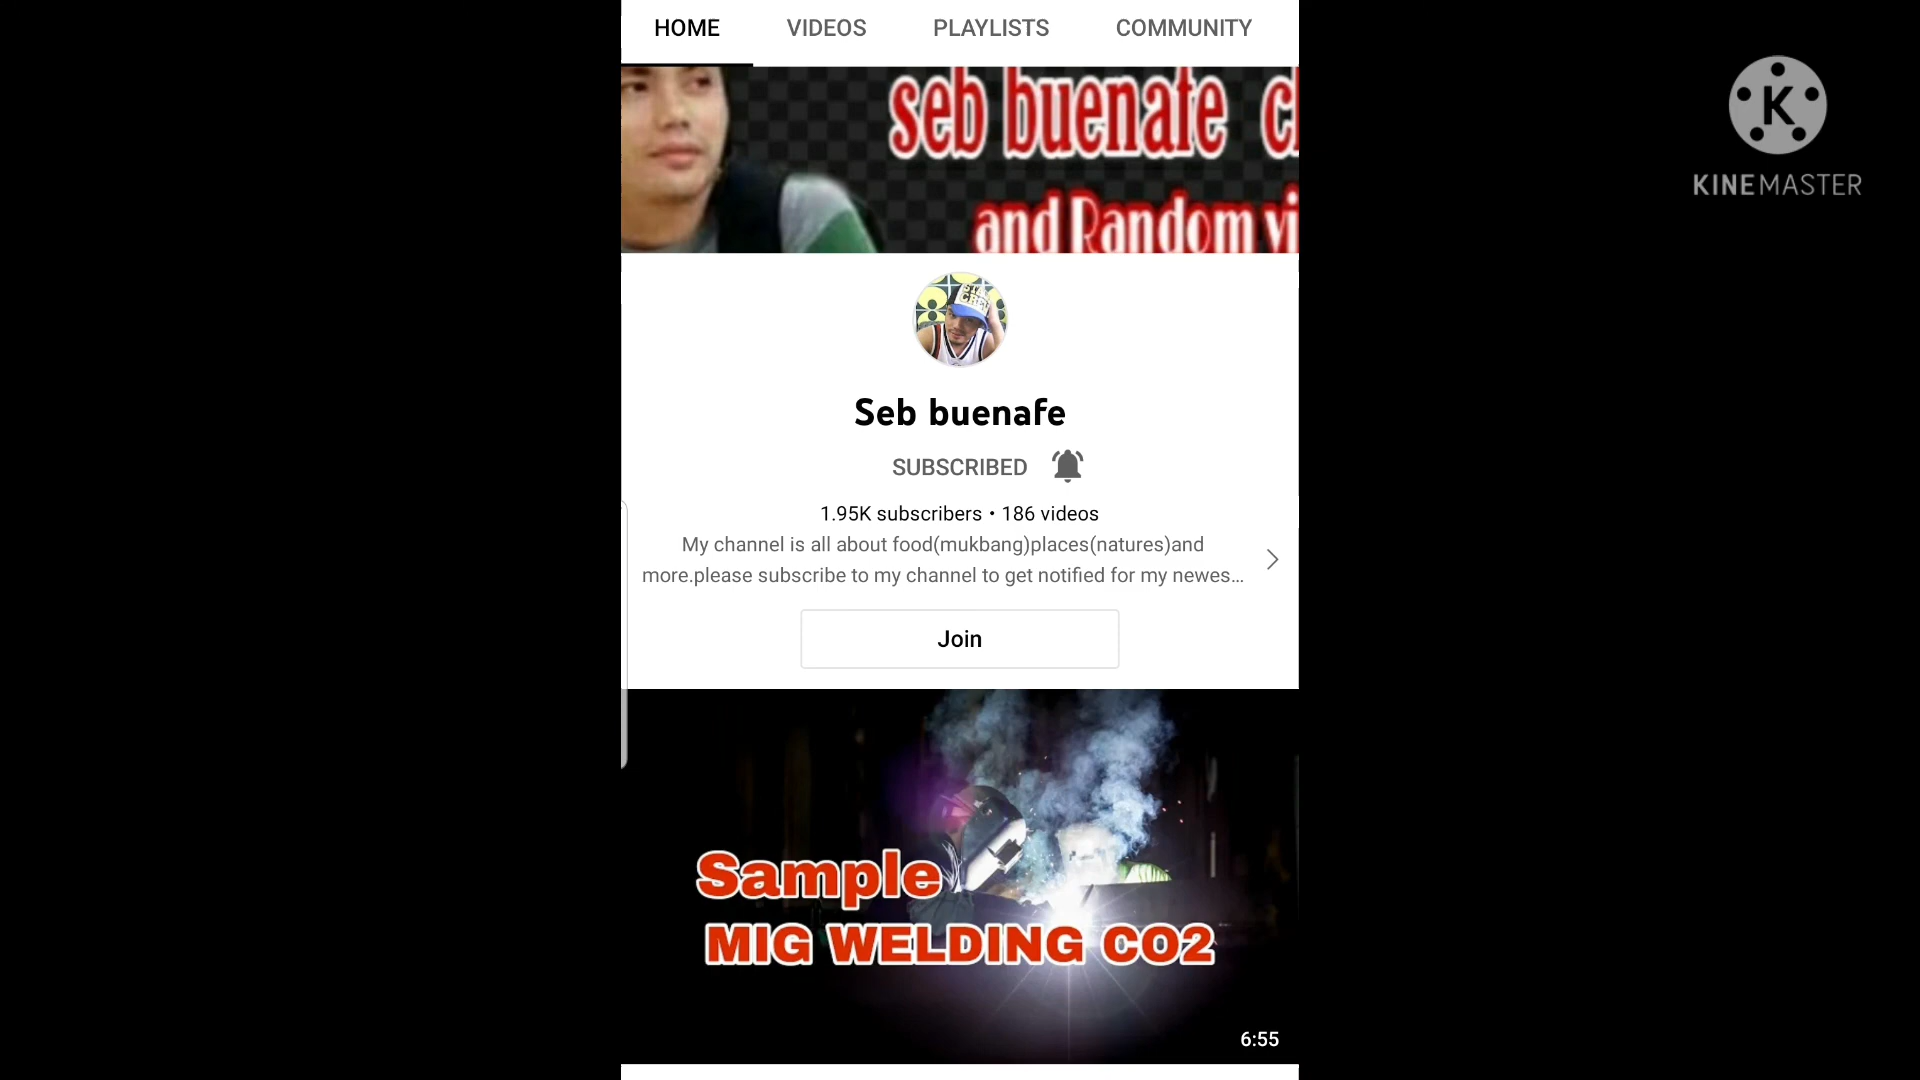 HOME VIDEOS PLAYLISTS COMMUNITY
seb buenafe
and Random
KINEMASTER
STA
CREW
Seb buenafe
SUBSCRIBED
1.95K subscribers • 186 videos
My channel is all about food(mukbang)places(natures)and
more.please subscribe to my channel to get notified for my newes...
Join
Sample
MIG WELDING CO2
6:55